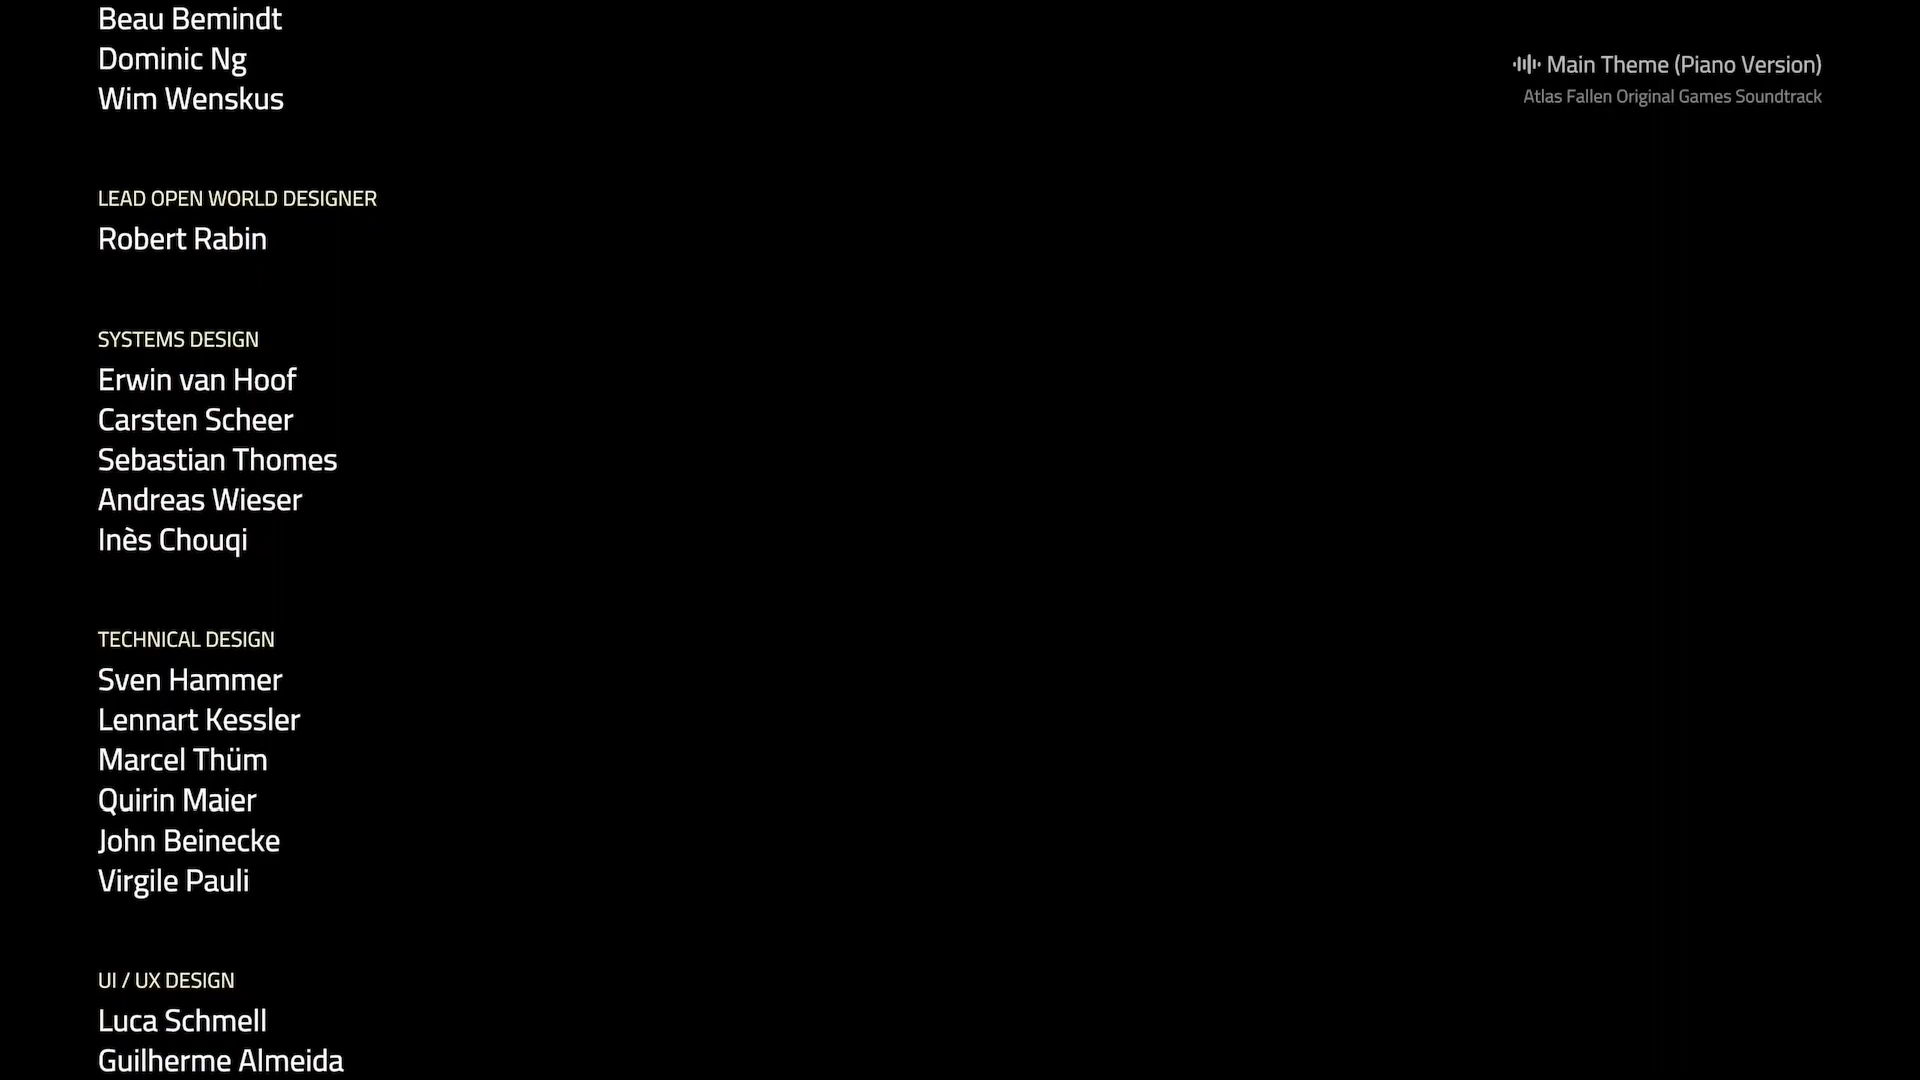 Beau Bemindt
Dominic Ng
Wim Wenskus
Main Theme (Piano Version)
Atlas Fallen Original Games Soundtrack
LEAD OPEN WORLD DESIGNER
Robert Rabin
SYSTEMS DESIGN
Erwin van Hoof
Carsten Scheer
Sebastian Thomes
Andreas Wieser
Inès Chouqi
TECHNICAL DESIGN
Sven Hammer
Lennart Kessler
Marcel Thüm
Quirin Maier
John Beinecke
Virgile Pauli
UI / UX DESIGN
Luca Schmell
Guilherme Almeida